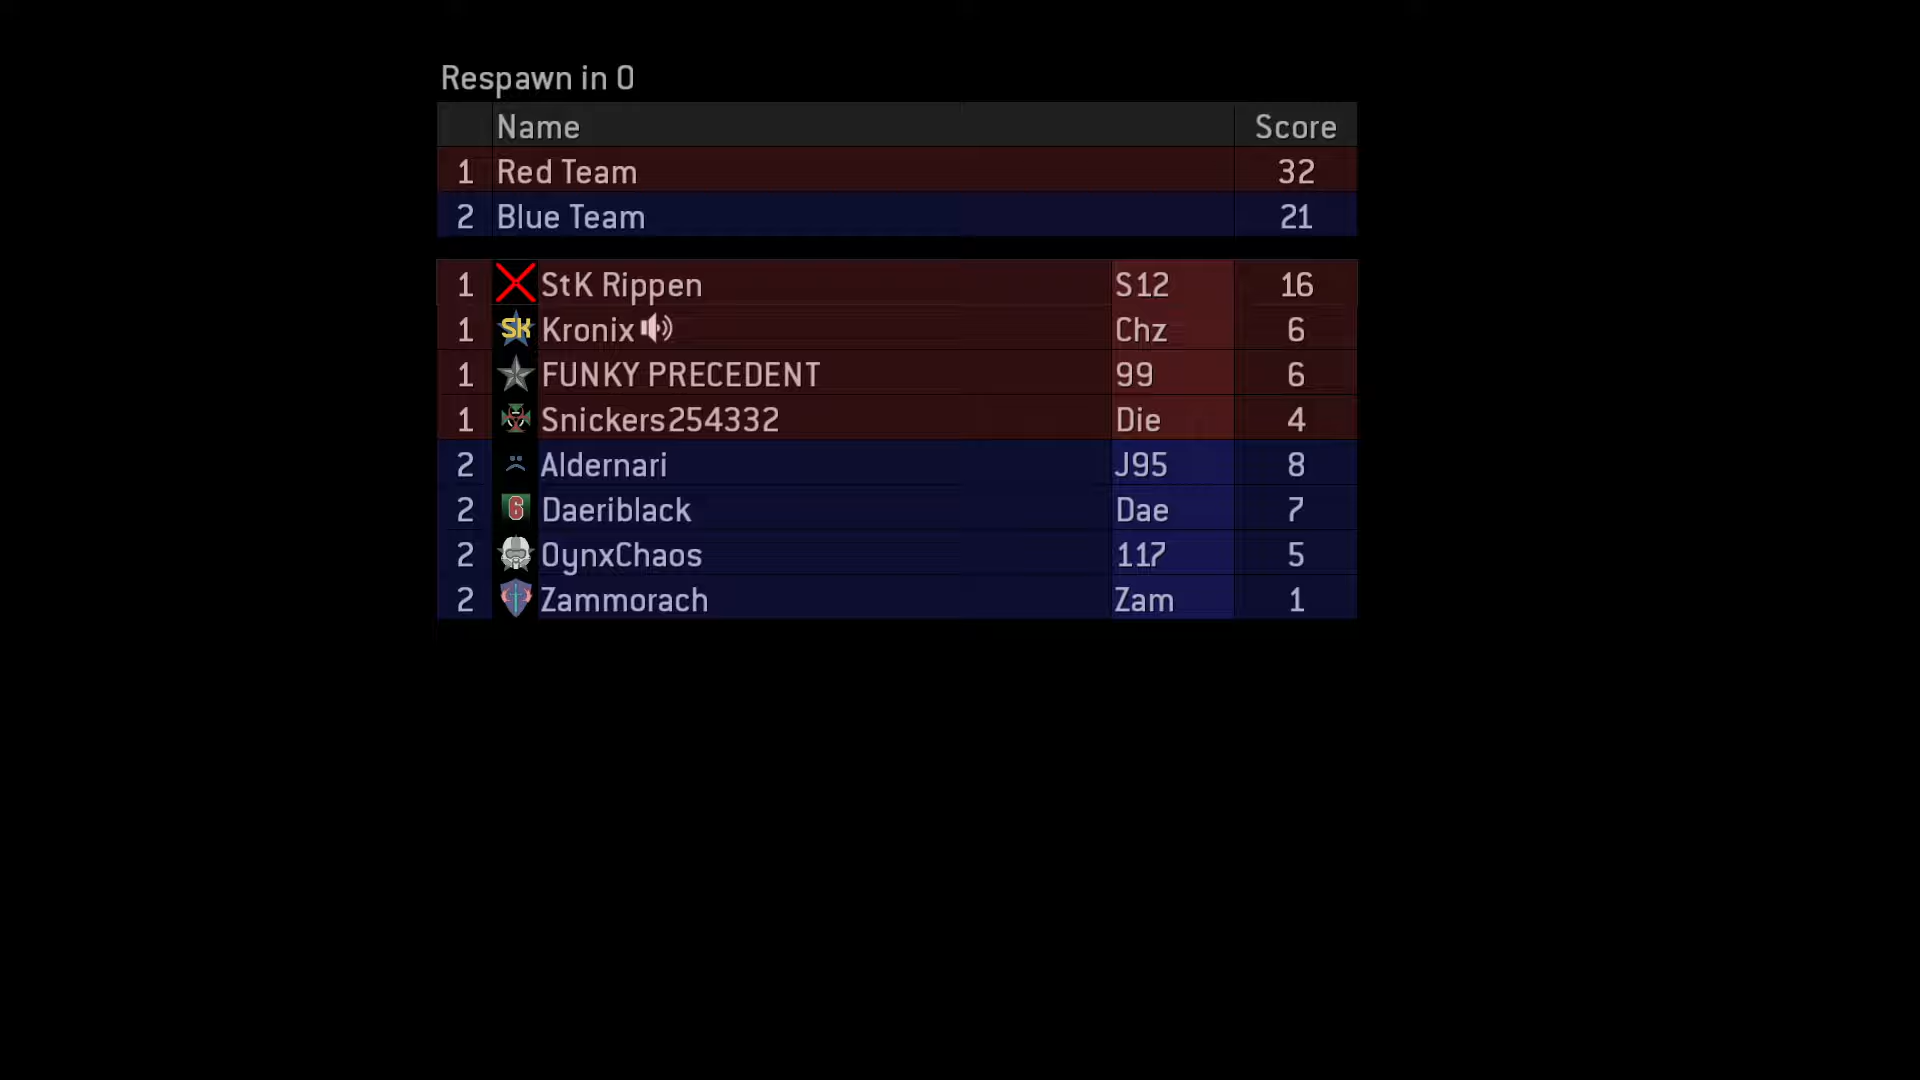 Respawn in 0
Name Score
1 Red Team 32
2 Blue Team 21
1 StK Rippen S12 16
1 SK Kronix Chz 6
1 FUNKY PRECEDENT 99 6
1 Snickers254332 Die 4
2 Aldernari J95 8
2 6 Daeriblack Dae 7
2 OynxChaos 117 5
2 Zammorach Zam 1